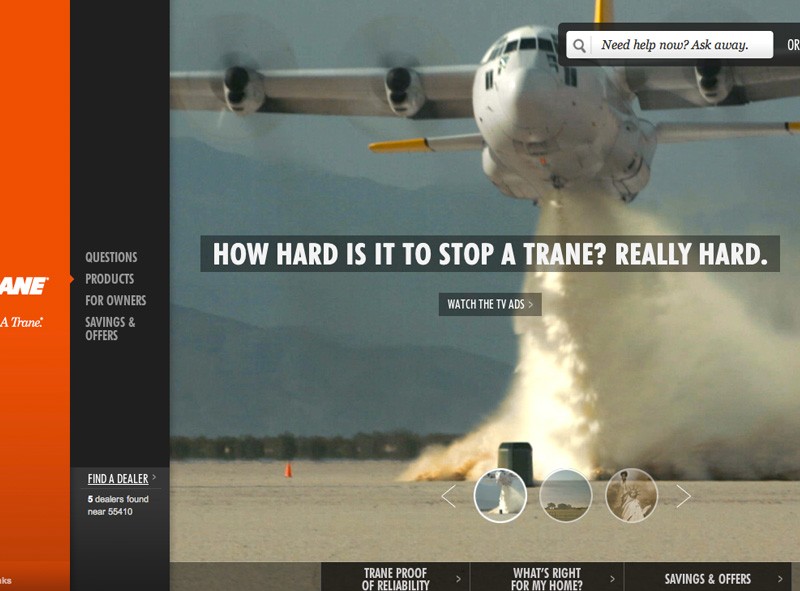 Need help now? Ask away.
OR
ANE
A Trane.
QUESTIONS
PRODUCTS
FOR OWNERS
SAVINGS &
OFFERS
HOW HARD IS IT TO STOP A TRANE? REALLY HARD.
WATCH THE TV ADS >
FIND A DEALER >
5 dealers found
near 55410
nks
TRANE PROOF
OF RELIABILITY >
WHAT'S RIGHT
FOR MY HOME? >
SAVINGS & OFFERS >